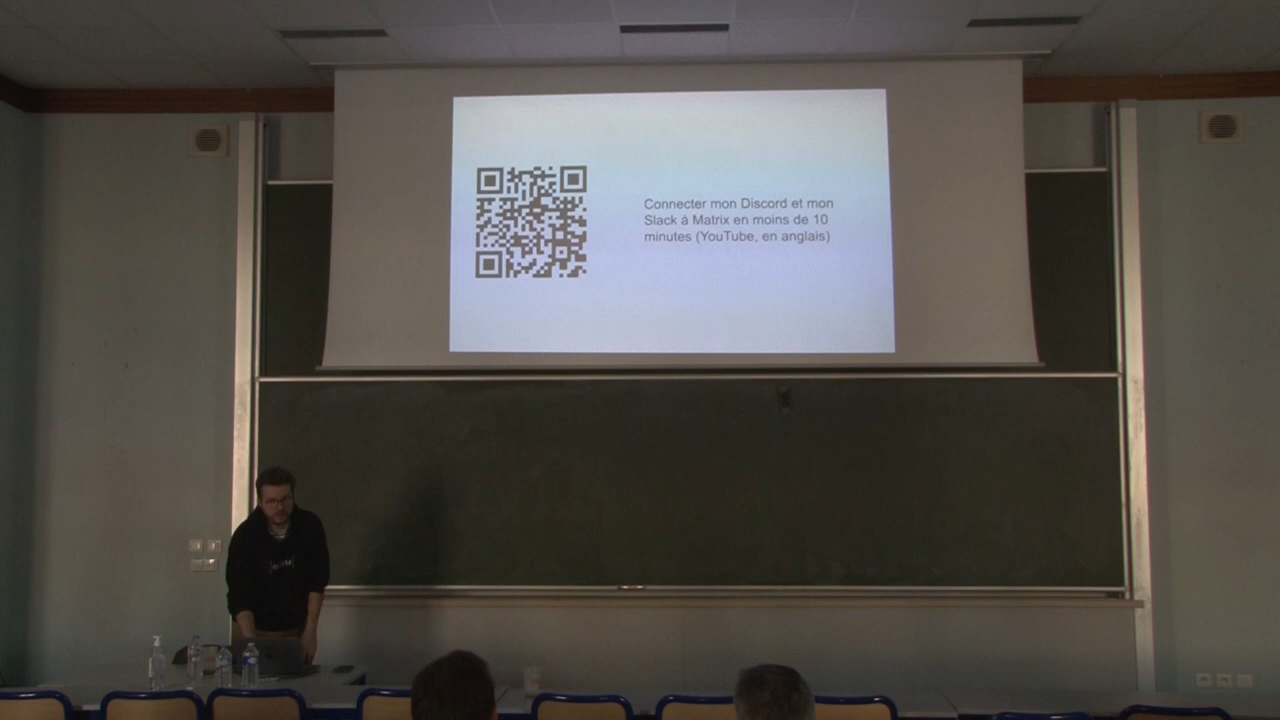 Connecter mon Discord et mon
Slack à Matrix en moins de 10
minutes (YouTube, en anglais)